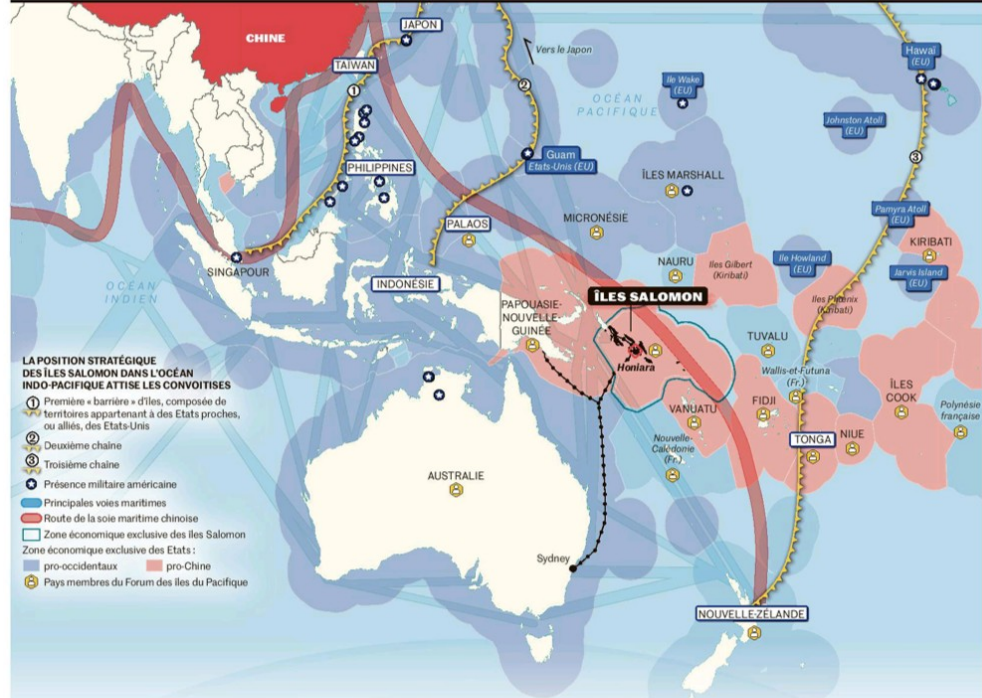 JAPON
CHINE
Vers le Japon
Hawaï
(EU)
TAÏWAN
1
2
Ile Wake
(EU)
OCÉAN
PACIFIQUE
Johnston Atoll
(EU)
3
PHILIPPINES
Guam
Etats-Unis (EU)
ÎLES MARSHALL
MICRONÉSIE
PALAOS
Pamyra Atoll
(EU)
KIRIBATI
SINGAPOUR
NAURU
Iles Gilbert
(Kiribati)
Ile Howland
(EU)
Jarvis Island
(EU)
OCÉAN
INDIEN
INDONÉSIE
ÎLES SALOMON
PAPOUASIE-
NOUVELLE-
GUINÉE
Iles Phénix
(Kiribati)
Honiara
TUVALU
Wallis-et-Futuna
(Fr.)
VANUATU
FIDJI
ÎLES
COOK
Polynésie
française
TONGA
NIUE
Nouvelle-
Calédonie
(Fr.)
AUSTRALIE
Sydney
NOUVELLE-ZÉLANDE
LA POSITION STRATÉGIQUE
DES ÎLES SALOMON DANS L'OCÉAN
INDO-PACIFIQUE ATTISE LES CONVOITISES
1 Première « barrière » d'îles, composée de
territoires appartenant à des Etats proches,
ou alliés, des Etats-Unis
2 Deuxième chaîne
3 Troisième chaîne
Présence militaire américaine
Principales voies maritimes
Route de la soie maritime chinoise
Zone économique exclusive des îles Salomon
Zone économique exclusive des Etats :
pro-occidentaux pro-Chine
Pays membres du Forum des îles du Pacifique